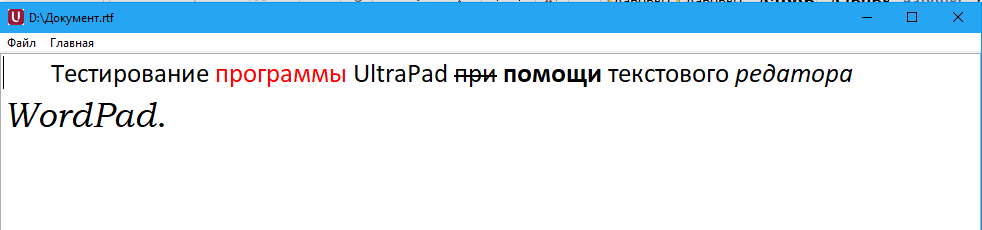 U D:\Документ.rtf
Файл Главная
Тестирование программы UltraPad при помощи текстового редатора
WordPad.